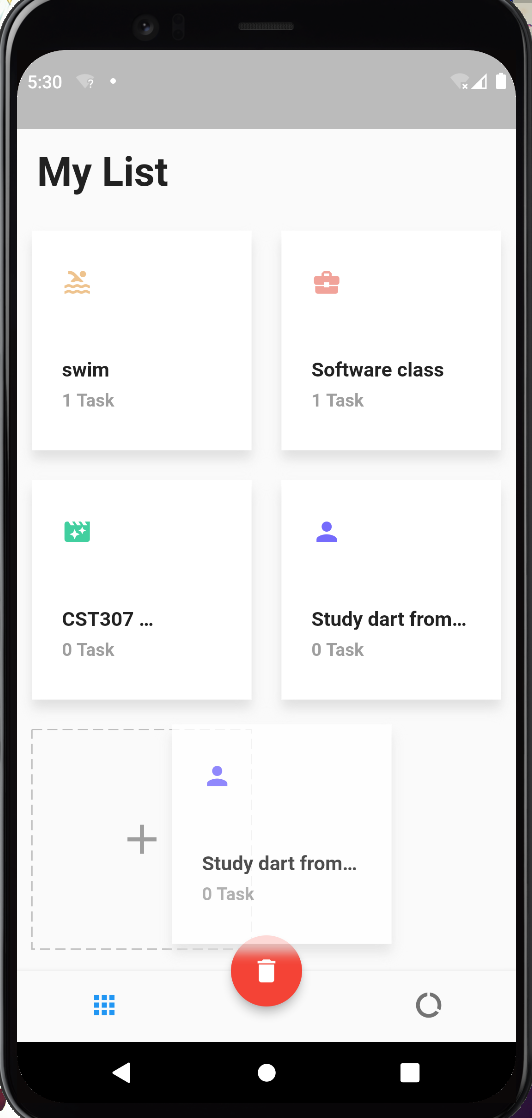 5:30
My List
swim
1 Task
Software class
1 Task
CST307 ...
0 Task
Study dart from...
0 Task
Study dart from...
0 Task